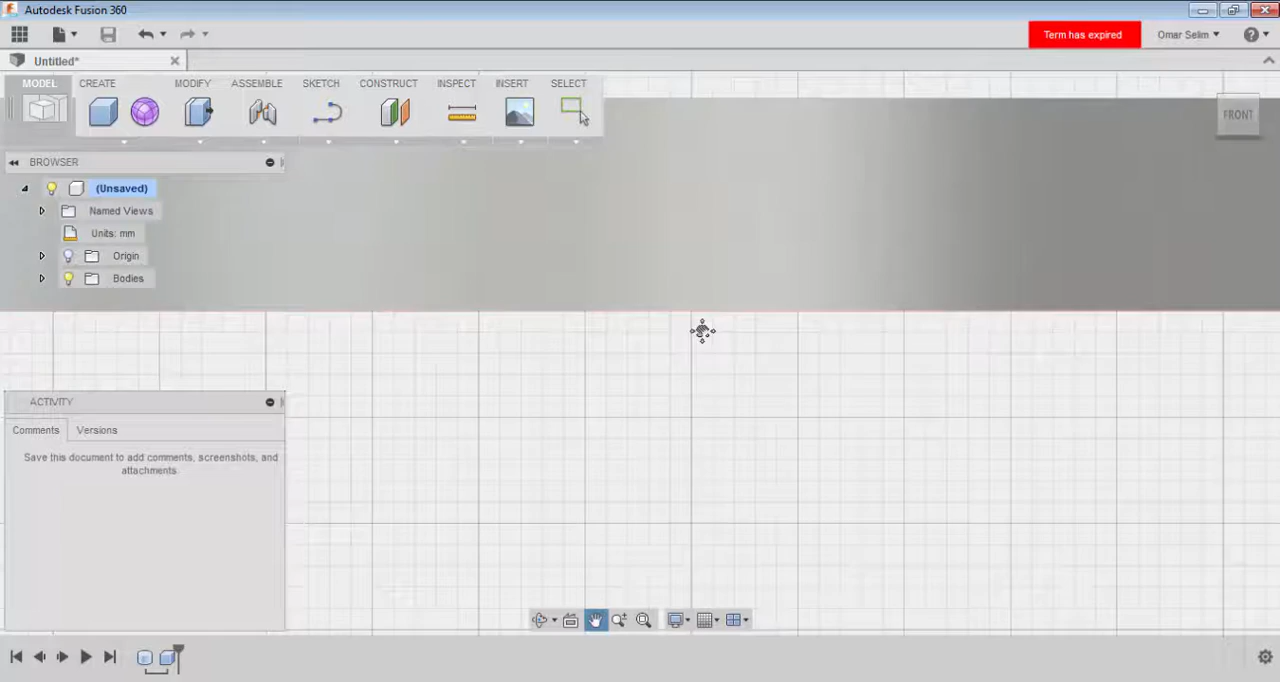 Autodesk Fusion 360
Term has expired
Omar Selim
Untitled*
MODEL
CREATE
MODIFY
ASSEMBLE
SKETCH
CONSTRUCT
INSPECT
INSERT
SELECT
FRONT
BROWSER
(Unsaved)
Named Views
Units: mm
Origin
Bodies
ACTIVITY
Comments
Versions
Save this document to add comments, screenshots, and
attachments.